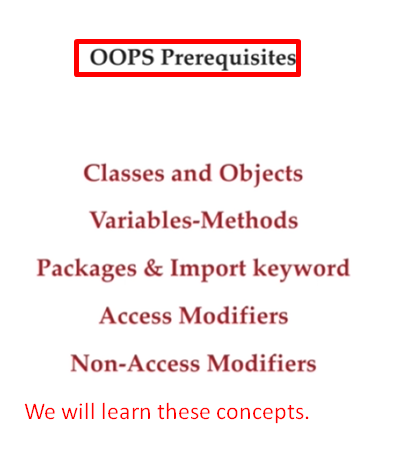 OOPS Prerequisites
Classes and Objects
Variables-Methods
Packages & Import keyword
Access Modifiers
Non-Access Modifiers
We will learn these concepts.